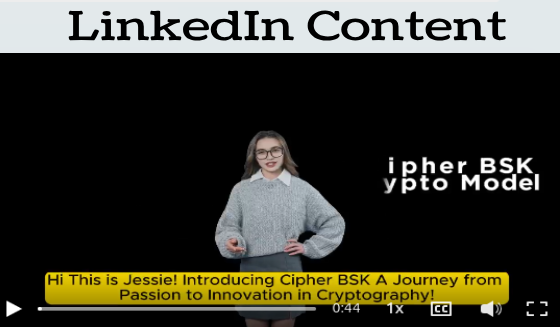 LinkedIn Content
ipher BSK
ypto Model
Hi This is Jessie! Introducing Cipher BSK A Journey from
Passion to Innovation in Cryptography!
0:44 1x CC